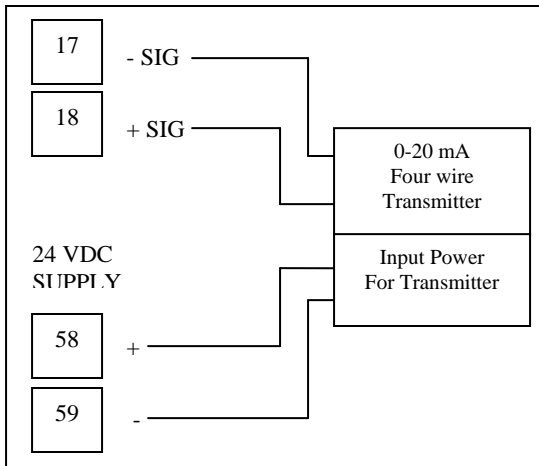 17
- SIG
18
+ SIG
0-20 mA
Four wire
Transmitter
24 VDC
SUPPLY
Input Power
For Transmitter
58
+
59
-